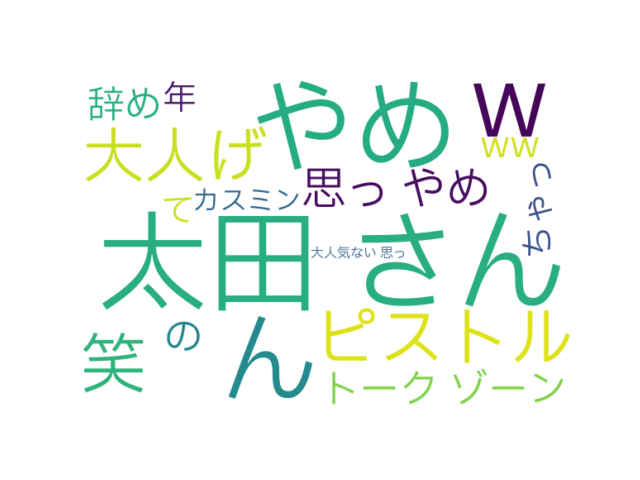 辞め 年 やめ w
大人げ ww
て カスミン 思っ やめ ちゃっ
太田 さん
大人気ない 思っ
笑 の ん ピストル
トーク ゾーン